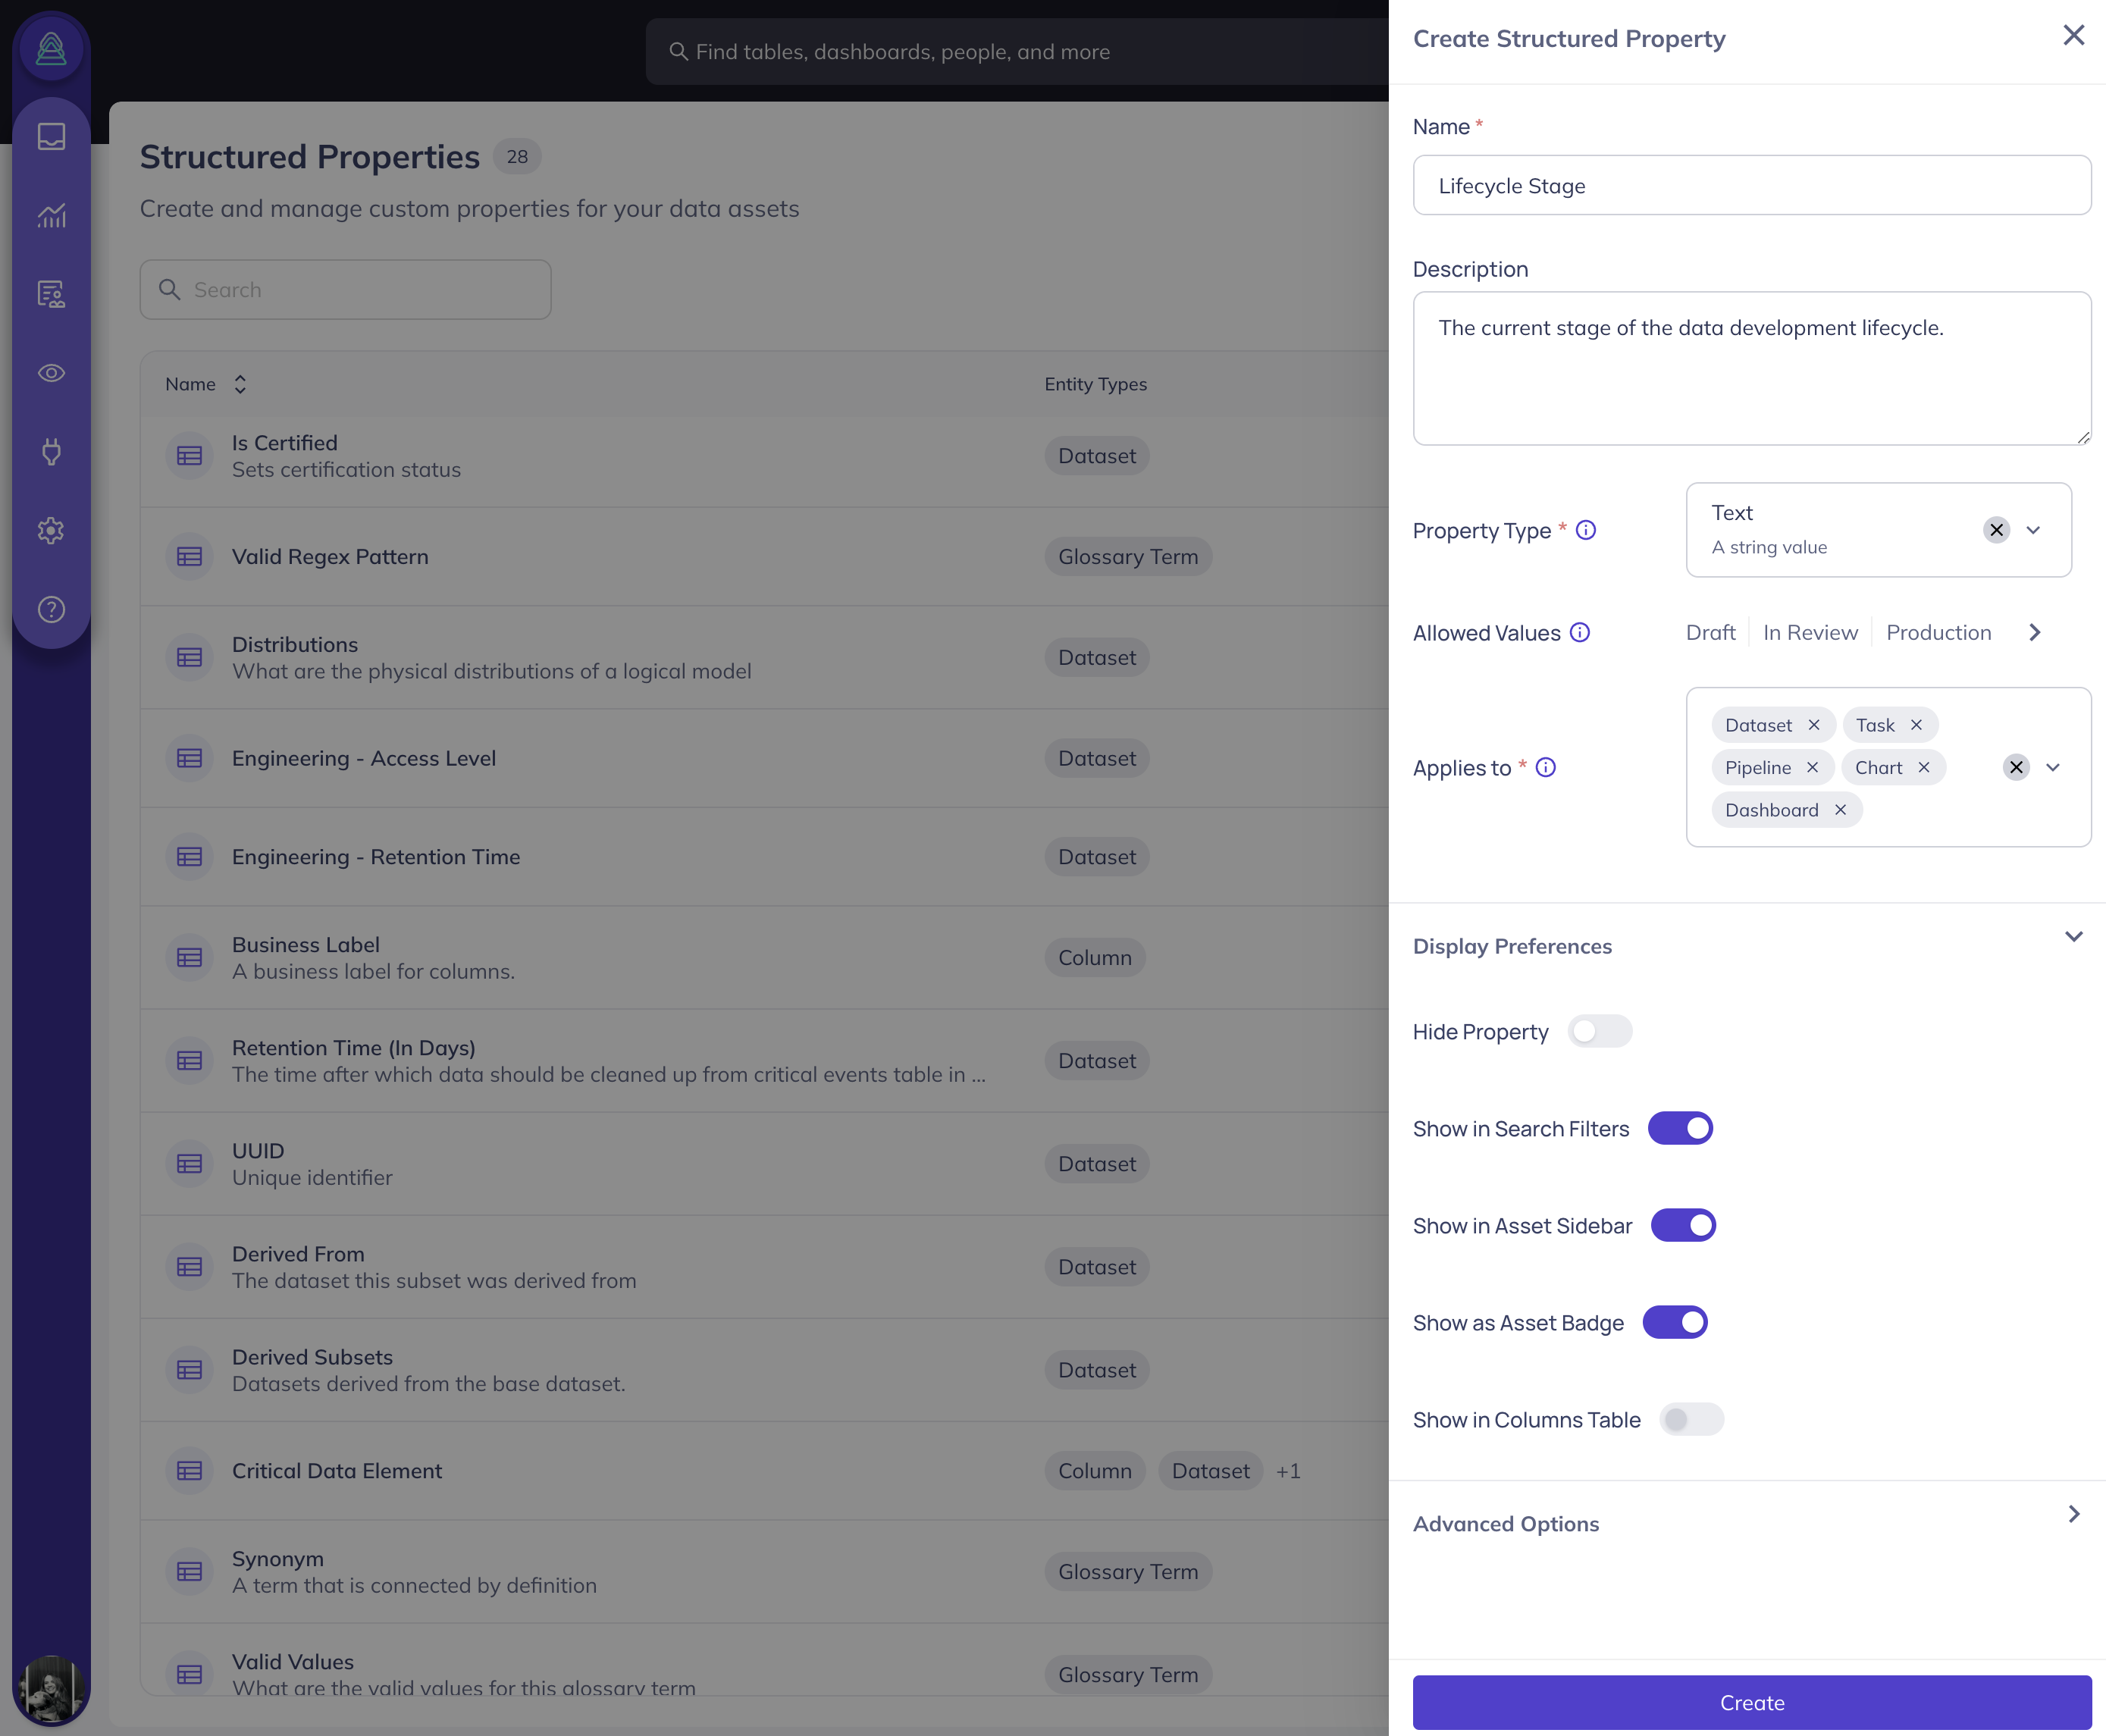 Find tables, dashboards, people, and more
Structured Properties 28
Create and manage custom properties for your data assets
Search
Name Entity Types
Is Certified
Sets certification status
Dataset
Valid Regex Pattern
Glossary Term
Distributions
What are the physical distributions of a logical model
Dataset
Engineering - Access Level
Dataset
Engineering - Retention Time
Dataset
Business Label
A business label for columns.
Column
Retention Time (In Days)
The time after which data should be cleaned up from critical events table in ...
Dataset
UUID
Unique identifier
Dataset
Derived From
The dataset this subset was derived from
Dataset
Derived Subsets
Datasets derived from the base dataset.
Dataset
Critical Data Element
Column Dataset +1
Synonym
A term that is connected by definition
Glossary Term
Valid Values
What are the valid values for this glossary term
Glossary Term
Create Structured Property
Name *
Lifecycle Stage
Description
The current stage of the data development lifecycle.
Property Type *
Text
A string value
Allowed Values
Draft In Review Production
Applies to *
Dataset Task
Pipeline Chart
Dashboard
Display Preferences
Hide Property
Show in Search Filters
Show in Asset Sidebar
Show as Asset Badge
Show in Columns Table
Advanced Options
Create